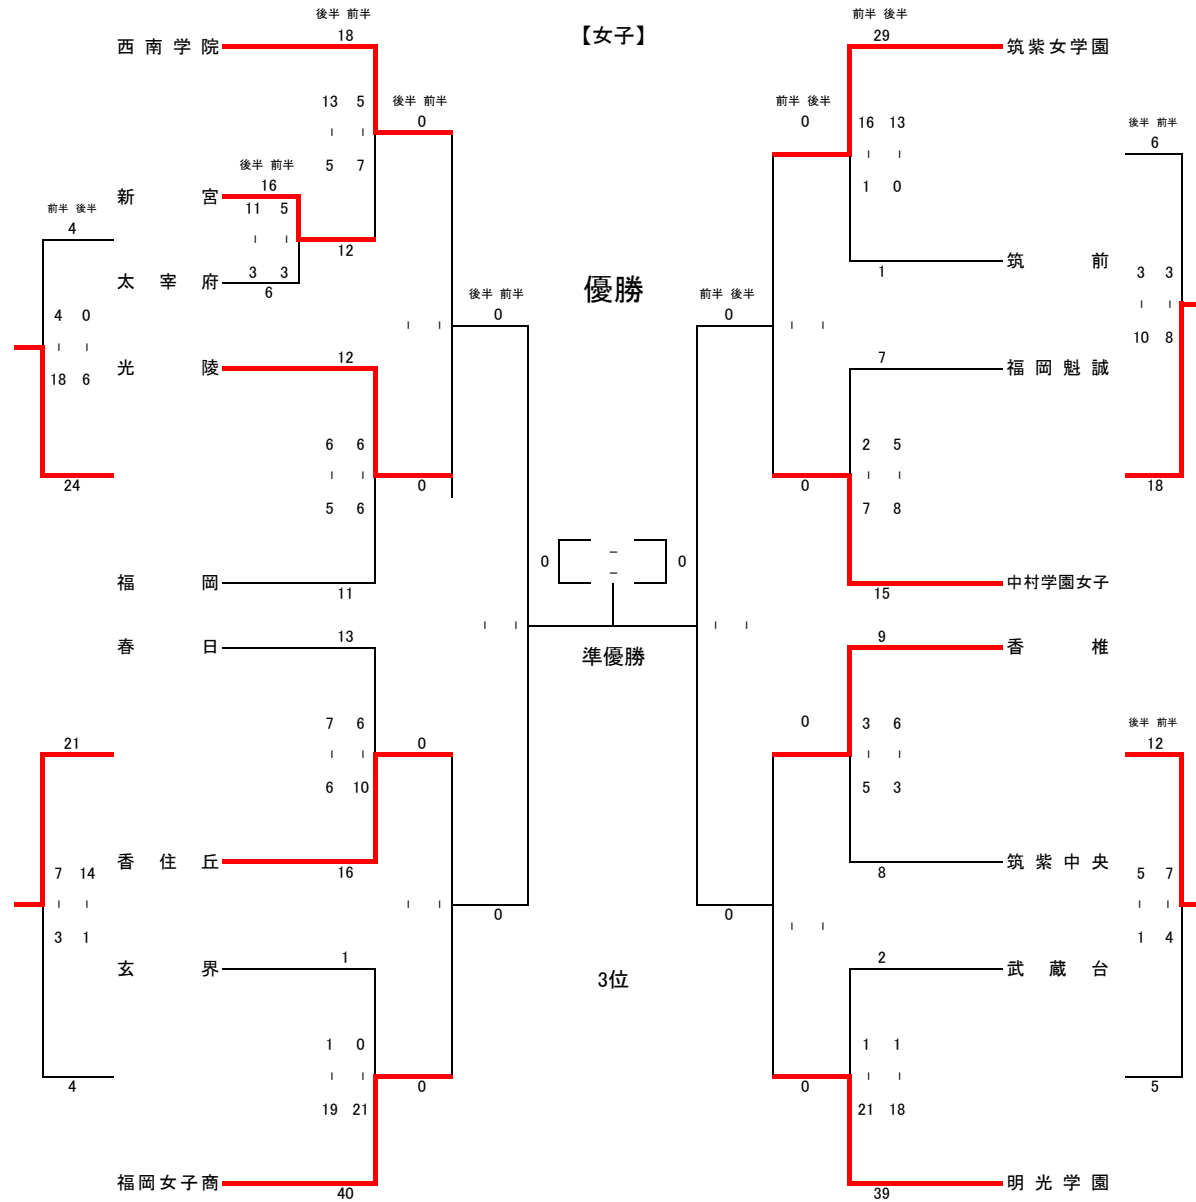 後半 前半
【女子】
前半 後半
18
29
西南学院
筑紫女学園
13 5
後半 前半
前半 後半
0
0
16 13
後半 前半
6
5 7
後半 前半
16
1 0
新宮
11 5
前半 後半
4
12
太宰府
3 3
6
筑前
1
3 3
優勝
後半 前半
0
前半 後半
0
4 0
10 8
12
7
光陵
福岡魁誠
18 6
6 6
2 5
24
0
0
18
5 6
7 8
0
－
0
－
福岡
11
中村学園女子
15
春日
13
準優勝
9
香椎
7 6
0
3 6
21
0
後半 前半
12
6 10
5 3
香住丘
16
筑紫中央
8
7 14
5 7
0
0
3 1
1 4
玄界
1
3位
2
武蔵台
1 0
1 1
4
0
0
5
19 21
21 18
福岡女子商
40
明光学園
39